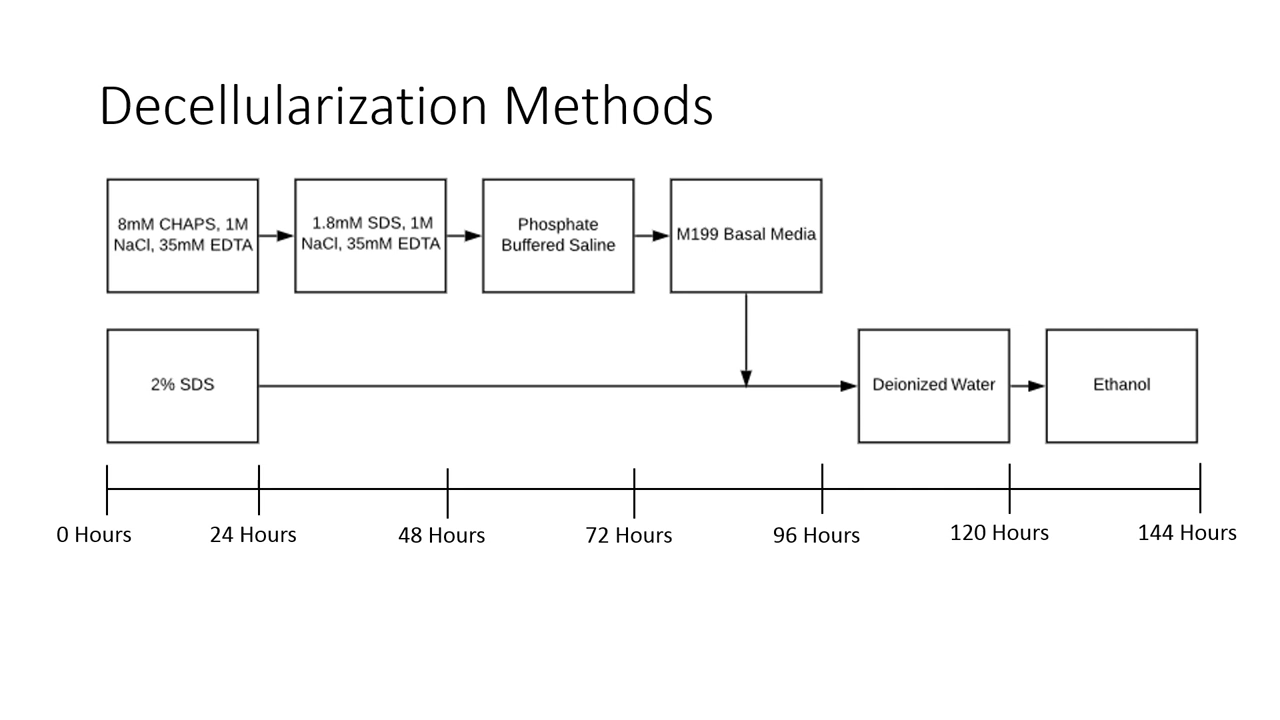 Decellularization Methods
8mM CHAPS, 1M
NaCl, 35mM EDTA
1.8mM SDS, 1M
NaCl, 35mM EDTA
Phosphate
Buffered Saline
M199 Basal Media
2% SDS
Deionized Water
Ethanol
0 Hours
24 Hours
48 Hours
72 Hours
96 Hours
120 Hours
144 Hours